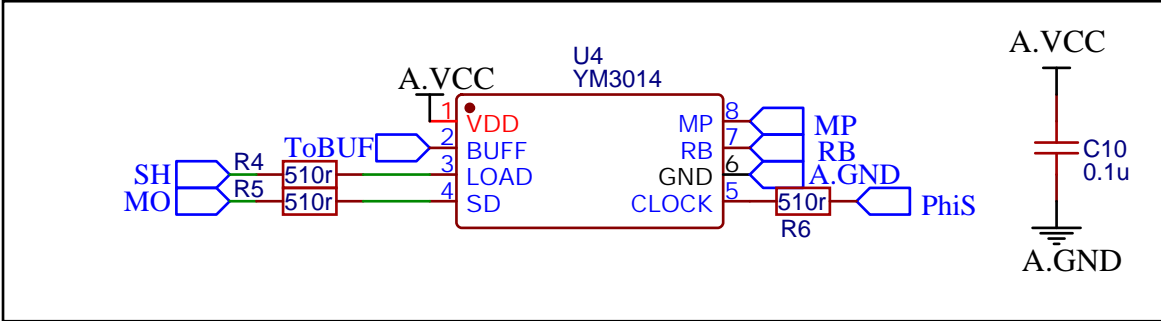 U4
YM3014
A.VCC
1 VDD
2 BUFF
3 LOAD
4 SD
MP 8
RB 7
GND 6
CLOCK 5
ToBUF
SH R4 510r
MO R5 510r
MP
RB
A.GND
510r PhiS
R6
A.VCC
C10
0.1u
A.GND